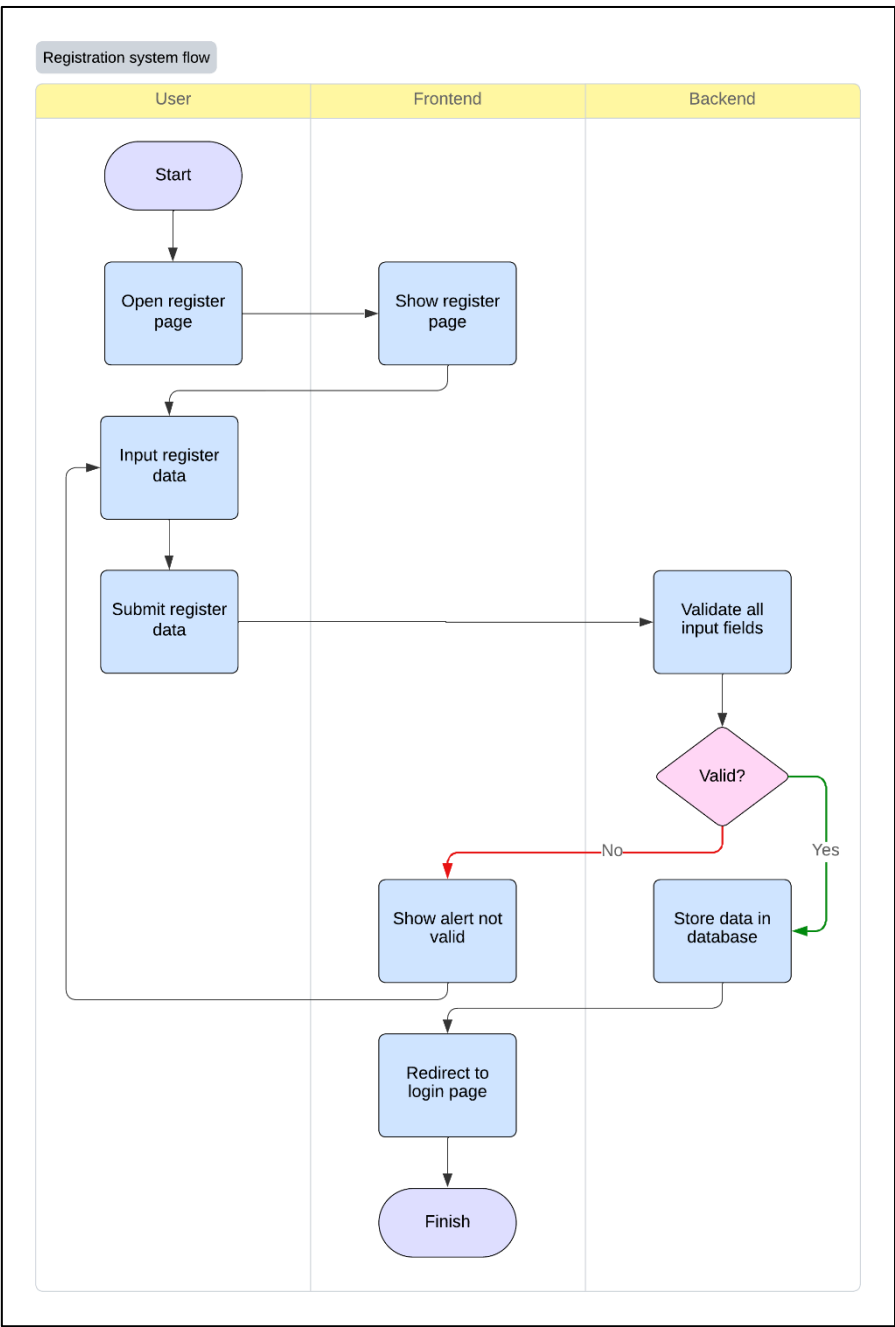 Registration system flow
User
Frontend
Backend
Start
Open register
page
Show register
page
Input register
data
Submit register
data
Validate all
input fields
Valid?
No
Yes
Show alert not
valid
Store data in
database
Redirect to
login page
Finish